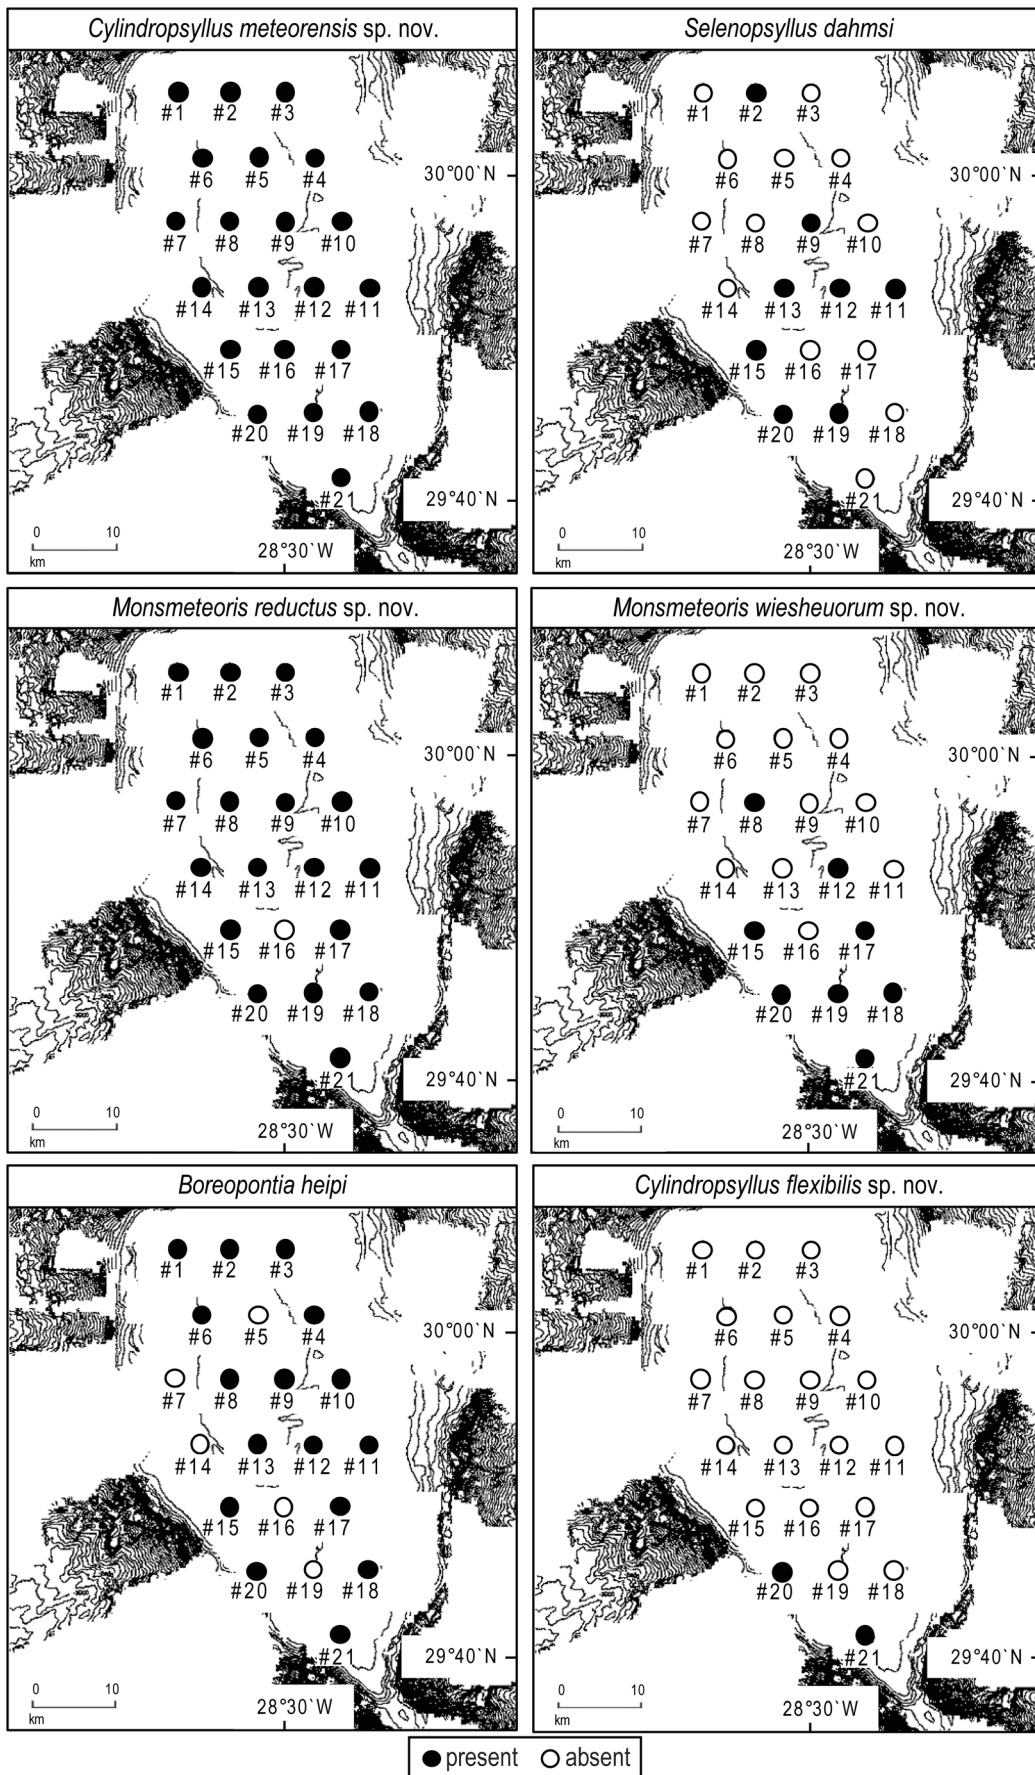 Cylindropsyllus meteorensis sp. nov.
#1 #2 #3
#6 #5 #4
30°00`N
#7 #8 #9 #10
#14 #13 #12 #11
#15 #16 #17
#20 #19 #18
#21
29°40`N
0 10
km
28°30`W
Selenopsyllus dahmsi
#1 #2 #3
#6 #5 #4
30°00`N
#7 #8 #9 #10
#14 #13 #12 #11
#15 #16 #17
#20 #19 #18
#21
29°40`N
0 10
km
28°30`W
Monsmeteoris reductus sp. nov.
#1 #2 #3
#6 #5 #4
30°00`N
#7 #8 #9 #10
#14 #13 #12 #11
#15 #16 #17
#20 #19 #18
#21
29°40`N
0 10
km
28°30`W
Monsmeteoris wiesheuorum sp. nov.
#1 #2 #3
#6 #5 #4
30°00`N
#7 #8 #9 #10
#14 #13 #12 #11
#15 #16 #17
#20 #19 #18
#21
29°40`N
0 10
km
28°30`W
Boreopontia heipi
#1 #2 #3
#6 #5 #4
30°00`N
#7 #8 #9 #10
#14 #13 #12 #11
#15 #16 #17
#20 #19 #18
#21
29°40`N
0 10
km
28°30`W
Cylindropsyllus flexibilis sp. nov.
#1 #2 #3
#6 #5 #4
30°00`N
#7 #8 #9 #10
#14 #13 #12 #11
#15 #16 #17
#20 #19 #18
#21
29°40`N
0 10
km
28°30`W
present absent